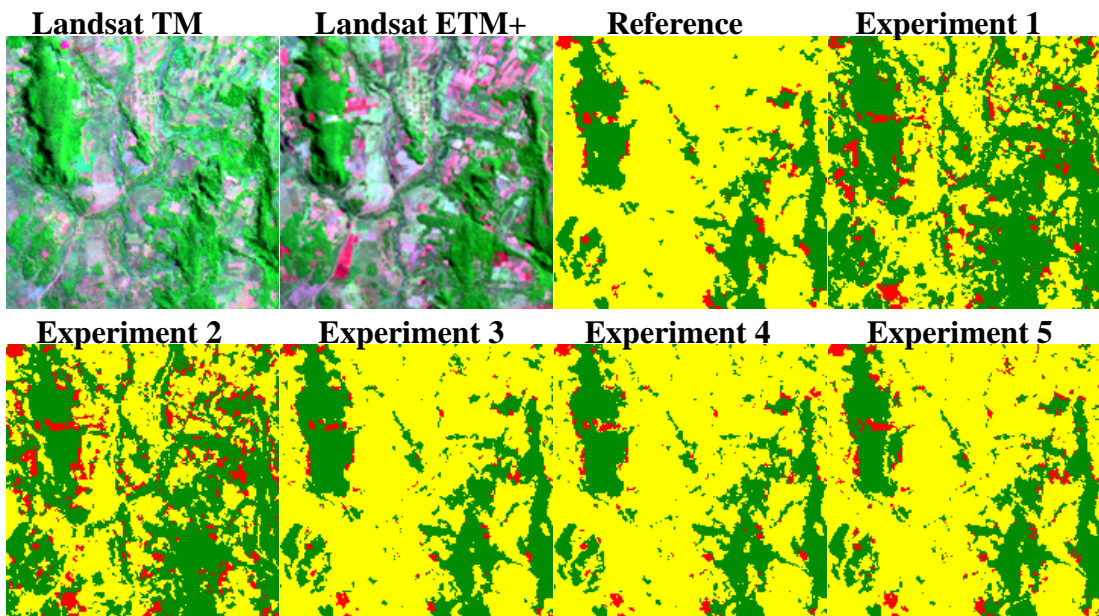 Landsat TM
Landsat ETM+
Reference
Experiment 1
Experiment 2
Experiment 3
Experiment 4
Experiment 5